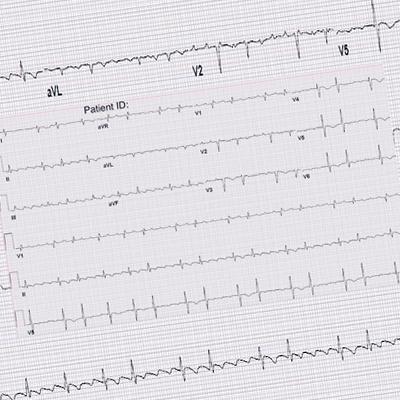 aVL V2 V5
Patient ID:
I aVR V1 V4
II aVL V2 V5
III aVF V3 V6
V1
II
V5